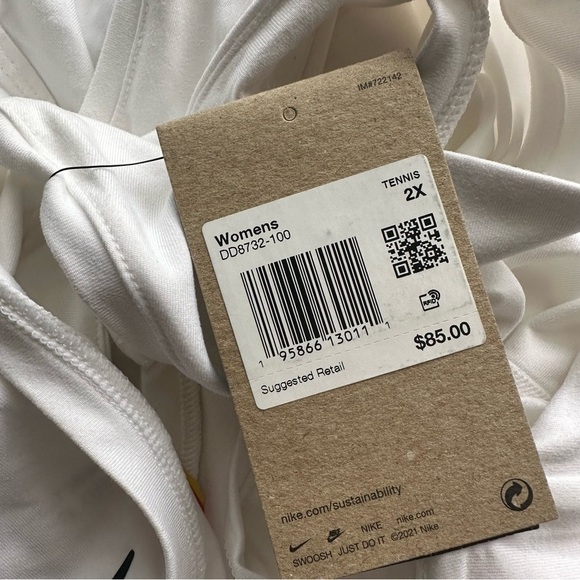 IM#722142
TENNIS
2X
Womens
DD8732-100
1 95866 13011 1
RFID
$85.00
Suggested Retail
nike.com/sustainability
NIKE nike.com
SWOOSH JUST DO IT ©2021 Nike